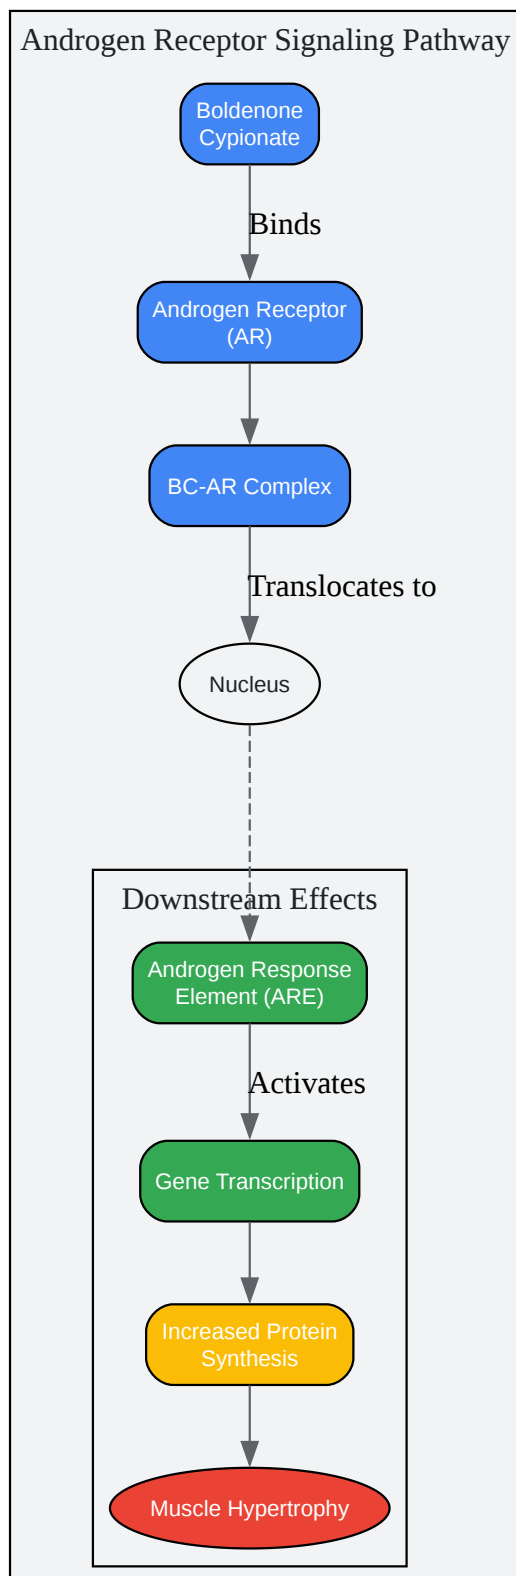 Androgen Receptor Signaling Pathway
Boldenone
Cypionate
Binds
Androgen Receptor
(AR)
BC-AR Complex
Translocates to
Nucleus
Downstream Effects
Androgen Response
Element (ARE)
Activates
Gene Transcription
Increased Protein
Synthesis
Muscle Hypertrophy